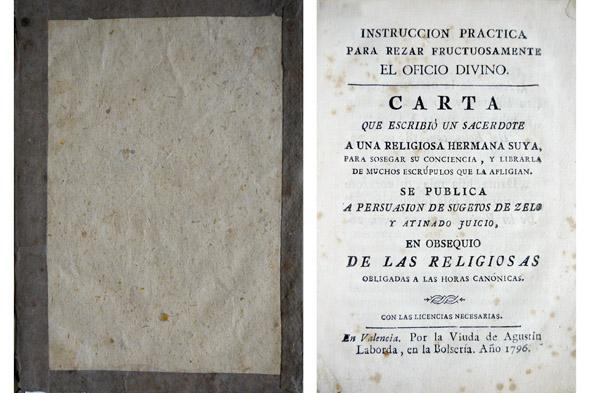 INSTRUCCION PRACTICA
PARA REZAR FRUCTUOSAMENTE
EL OFICIO DIVINO.
CARTA
QUE ESCRIBIÓ UN SACERDOTE
A UNA RELIGIOSA HERMANA SUYA,
PARA SOSEGAR SU CONCIENCIA, Y LIBRARLA
DE MUCHOS ESCRÚPULOS QUE LA AFLIGIAN.
SE PUBLICA
A PERSUASION DE SUGETOS DE ZELO
Y ATINADO JUICIO,
EN OBSEQUIO
DE LAS RELIGIOSAS
OBLIGADAS A LAS HORAS CANÓNICAS.
CON LAS LICENCIAS NECESARIAS.
En Valencia. Por la Viuda de Agustin
Laborda, en la Bolsería. Año 1796.